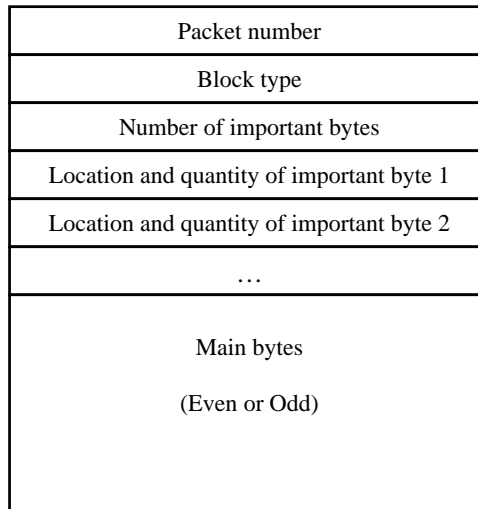 Packet number
Block type
Number of important bytes
Location and quantity of important byte 1
Location and quantity of important byte 2
…
Main bytes
(Even or Odd)